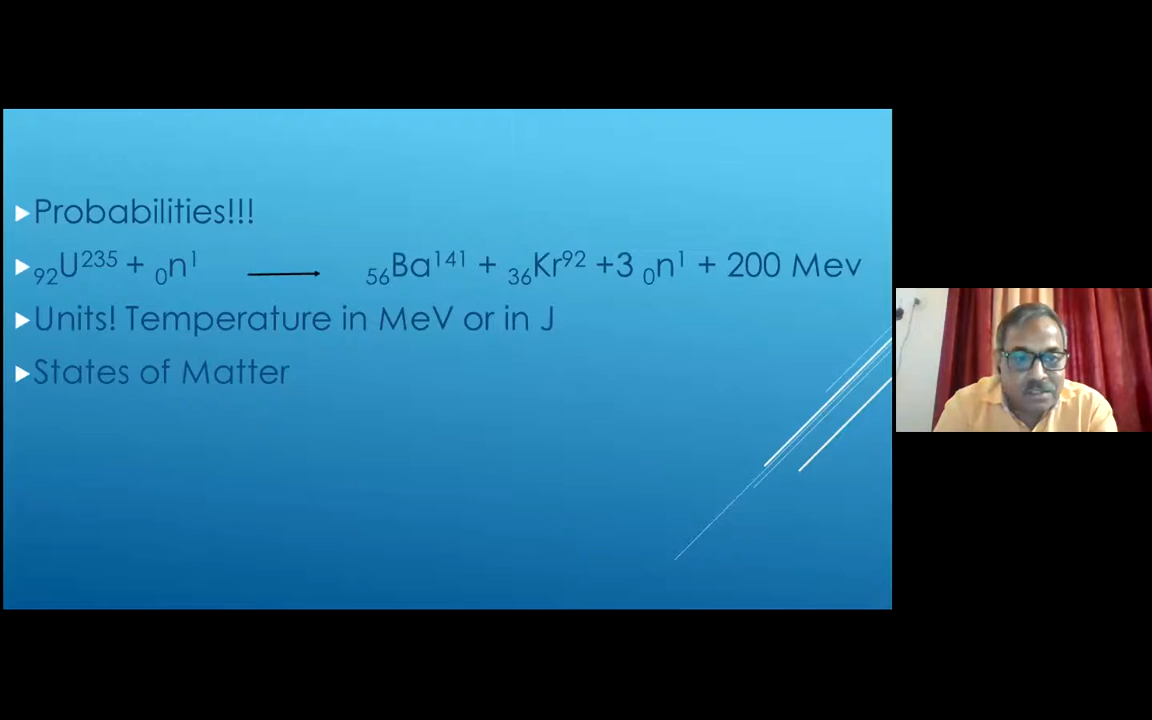 Probabilities!!!
₉₂U²³⁵ + ₀n¹ → ₅₆Ba¹⁴¹ + ₃₆Kr⁹² +3 ₀n¹ + 200 Mev
Units! Temperature in MeV or in J
States of Matter